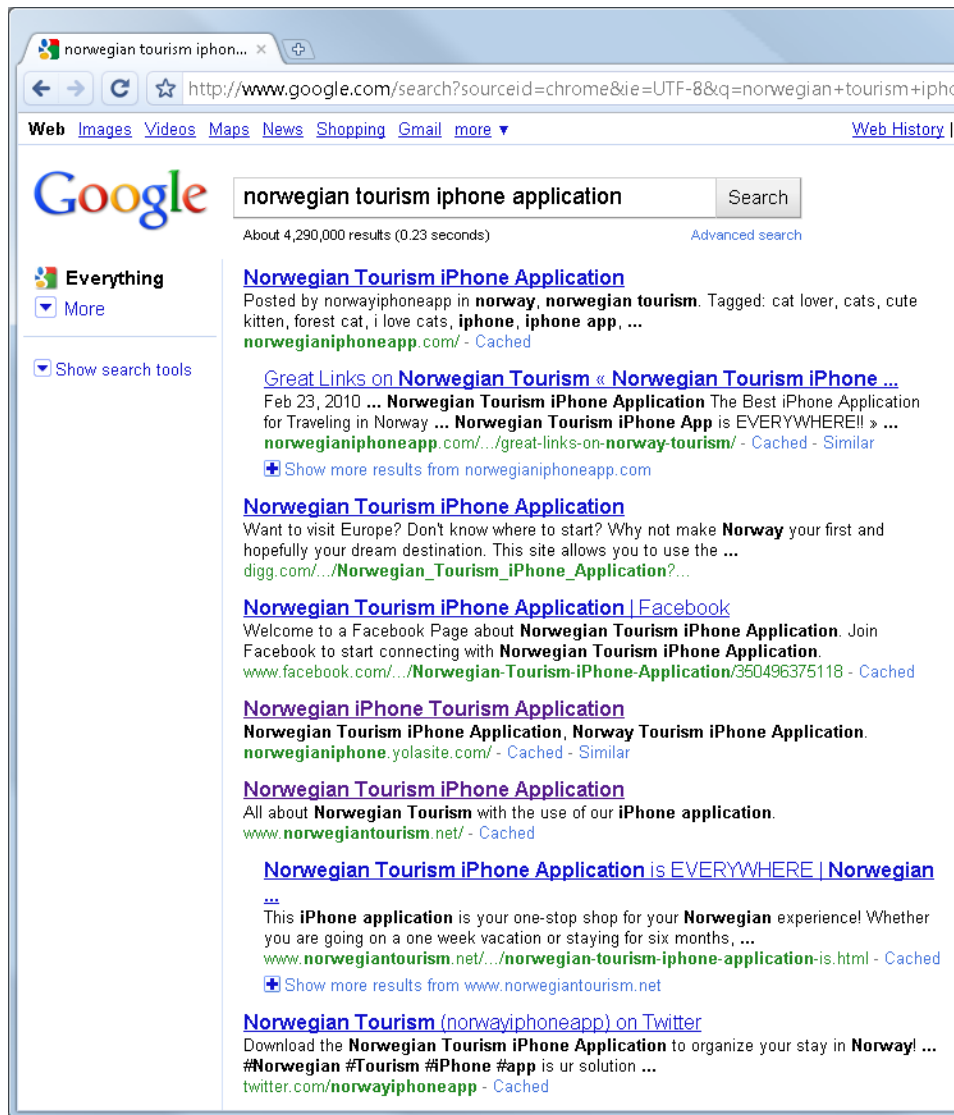 norwegian tourism iphon...
http://www.google.com/search?sourceid=chrome&ie=UTF-8&q=norwegian+tourism+ipho
Web Images Videos Maps News Shopping Gmail more ▼ Web History |
Google
norwegian tourism iphone application Search
About 4,290,000 results (0.23 seconds) Advanced search
Everything
More
Show search tools
Norwegian Tourism iPhone Application
Posted by norwayiphoneapp in norway, norwegian tourism. Tagged: cat lover, cats, cute
kitten, forest cat, i love cats, iphone, iphone app, ...
norwegianiphoneapp.com/ - Cached
Great Links on Norwegian Tourism « Norwegian Tourism iPhone ...
Feb 23, 2010 ... Norwegian Tourism iPhone Application The Best iPhone Application
for Traveling in Norway ... Norwegian Tourism iPhone App is EVERYWHERE!! » ...
norwegianiphoneapp.com/.../great-links-on-norway-tourism/ - Cached - Similar
Show more results from norwegianiphoneapp.com
Norwegian Tourism iPhone Application
Want to visit Europe? Don't know where to start? Why not make Norway your first and
hopefully your dream destination. This site allows you to use the ...
digg.com/.../Norwegian_Tourism_iPhone_Application?...
Norwegian Tourism iPhone Application | Facebook
Welcome to a Facebook Page about Norwegian Tourism iPhone Application. Join
Facebook to start connecting with Norwegian Tourism iPhone Application.
www.facebook.com/.../Norwegian-Tourism-iPhone-Application/350496375118 - Cached
Norwegian iPhone Tourism Application
Norwegian Tourism iPhone Application, Norway Tourism iPhone Application.
norwegianiphone.yolasite.com/ - Cached - Similar
Norwegian Tourism iPhone Application
All about Norwegian Tourism with the use of our iPhone application.
www.norwegiantourism.net/ - Cached
Norwegian Tourism iPhone Application is EVERYWHERE | Norwegian
...
This iPhone application is your one-stop shop for your Norwegian experience! Whether
you are going on a one week vacation or staying for six months, ...
www.norwegiantourism.net/.../norwegian-tourism-iphone-application-is.html - Cached
Show more results from www.norwegiantourism.net
Norwegian Tourism (norwayiphoneapp) on Twitter
Download the Norwegian Tourism iPhone Application to organize your stay in Norway! ...
#Norwegian #Tourism #iPhone #app is ur solution ...
twitter.com/norwayiphoneapp - Cached